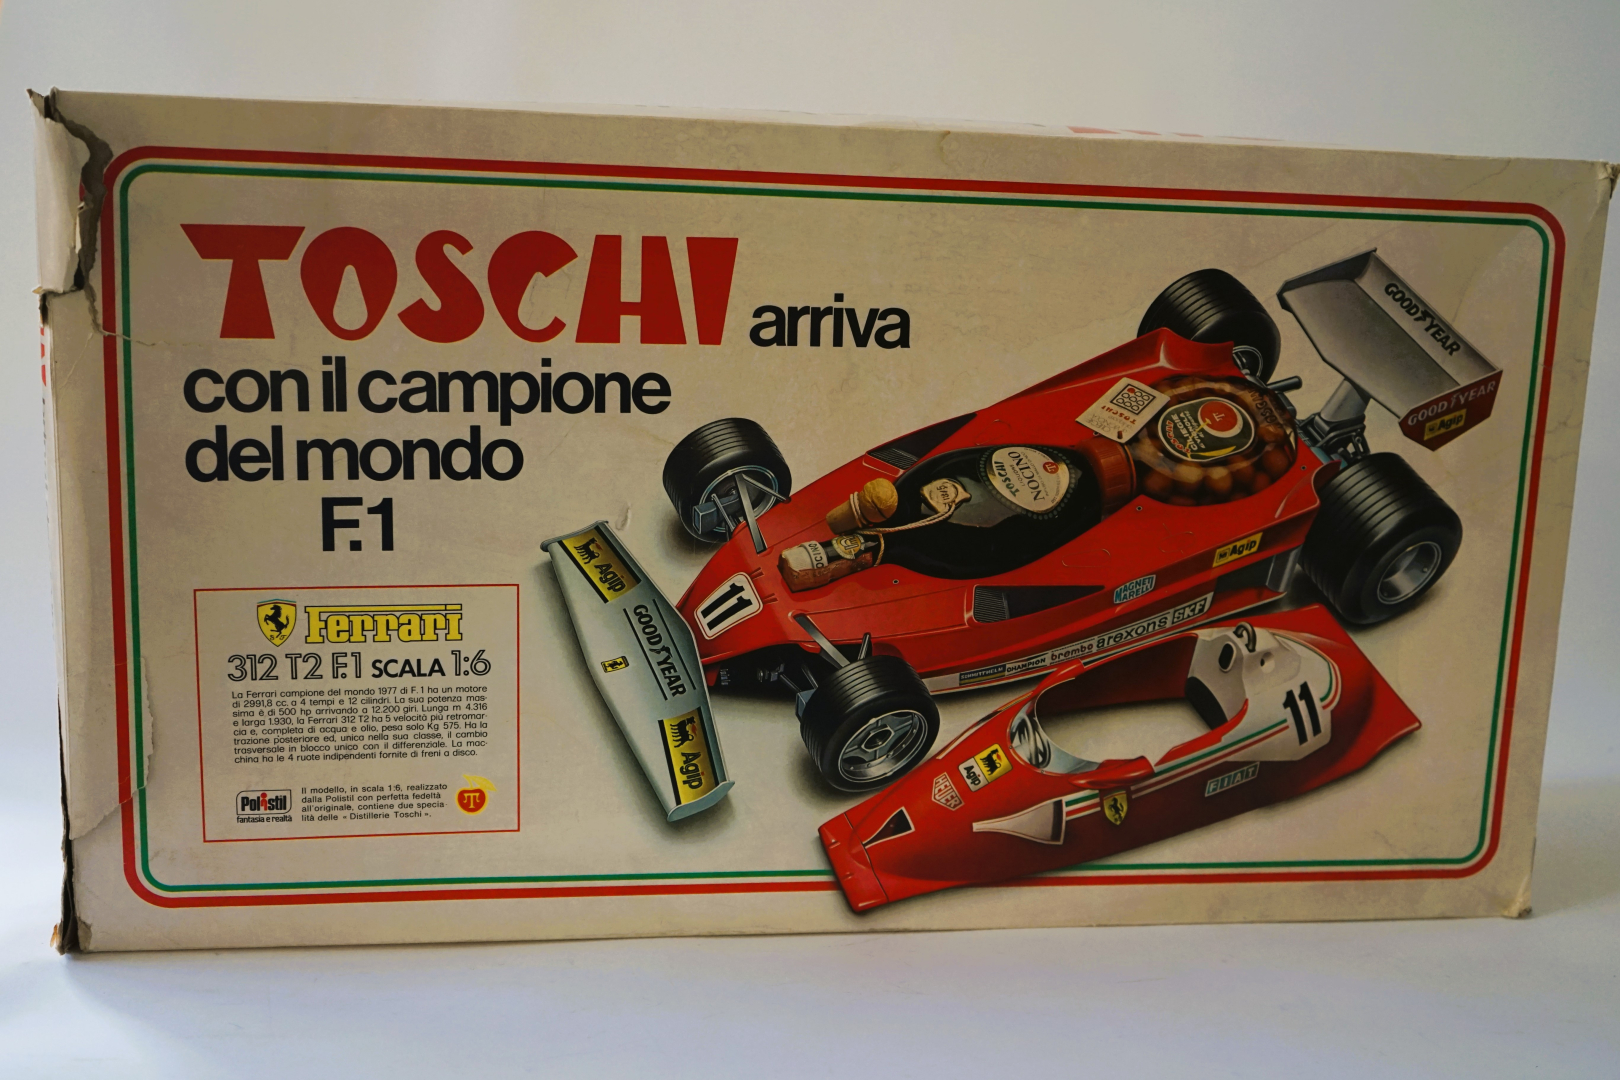 TOSCHI arriva
con il campione
del mondo
F.1
Ferrari
312 T2 F.1 SCALA 1:6
La Ferrari campione del mondo 1977 di F. 1 ha un motore
di 2991,8 cc. a 4 tempi e 12 cilindri. La sua potenza mas-
sima è di 500 hp arrivando a 12.200 giri. Lunga m 4.316
e larga 1.930, la Ferrari 312 T2 ha 5 velocità più retromar-
cia e, completa di acqua e olio, pesa solo Kg 575. Ha la
trazione posteriore ed, unica nella sua classe, il cambio
trasversale in blocco unico con il differenziale. La mac-
china ha le 4 ruote indipendenti fornite di freni a disco.
Polistil
fantasia e realtà
Il modello, in scala 1:6, realizzato
dalla Polistil con perfetta fedeltà
all'originale, contiene due specia-
lità delle « Distillerie Toschi ».
Agip
GOODYEAR
Agip
11
TOSCHI
NOCINO
TOSCHI
GOODYEAR
GOODYEAR
Agip
Agip
MAGNETI
MARELLI
CHAMPION brembo arexons SKF
11
Agip
HEUER
FIAT